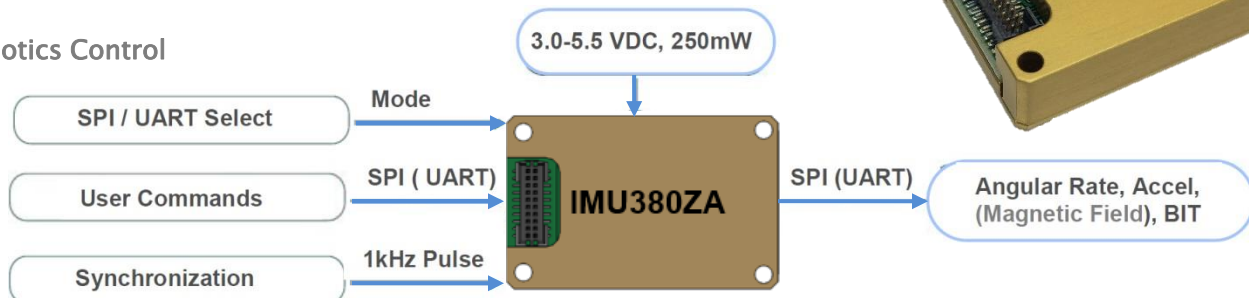 otics Control
3.0-5.5 VDC, 250mW
SPI / UART Select
Mode
User Commands
SPI ( UART)
IMU380ZA
SPI (UART)
Angular Rate, Accel,
(Magnetic Field), BIT
Synchronization
1kHz Pulse